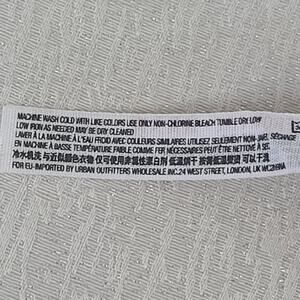 MACHINE WASH COLD WITH LIKE COLORS USE ONLY NON-CHLORINE BLEACH TUMBLE DRY LOW
LOW IRON AS NEEDED MAY BE DRY CLEANED
LAVER À LA MACHINE À L'EAU FROID AVEC COULEURS SIMILAIRES UTILISEZ SEULEMENT NON-JAVEL SÉCHAGE
EN MACHINE À BASSE TEMPÉRATURE FAIBLE COMME FER NÉCESSAIRES PEUT ÊTRE NETTOYÉ À SEC
冷水机洗 与近似颜色衣物 仅可使用非氯性漂白剂 低温烘干 按需低温熨烫 可以干洗
FOR EU-IMPORTED BY URBAN OUTFITTERS WHOLESALE INC.24 WEST STREET, LONDON, UK WC2H9NA